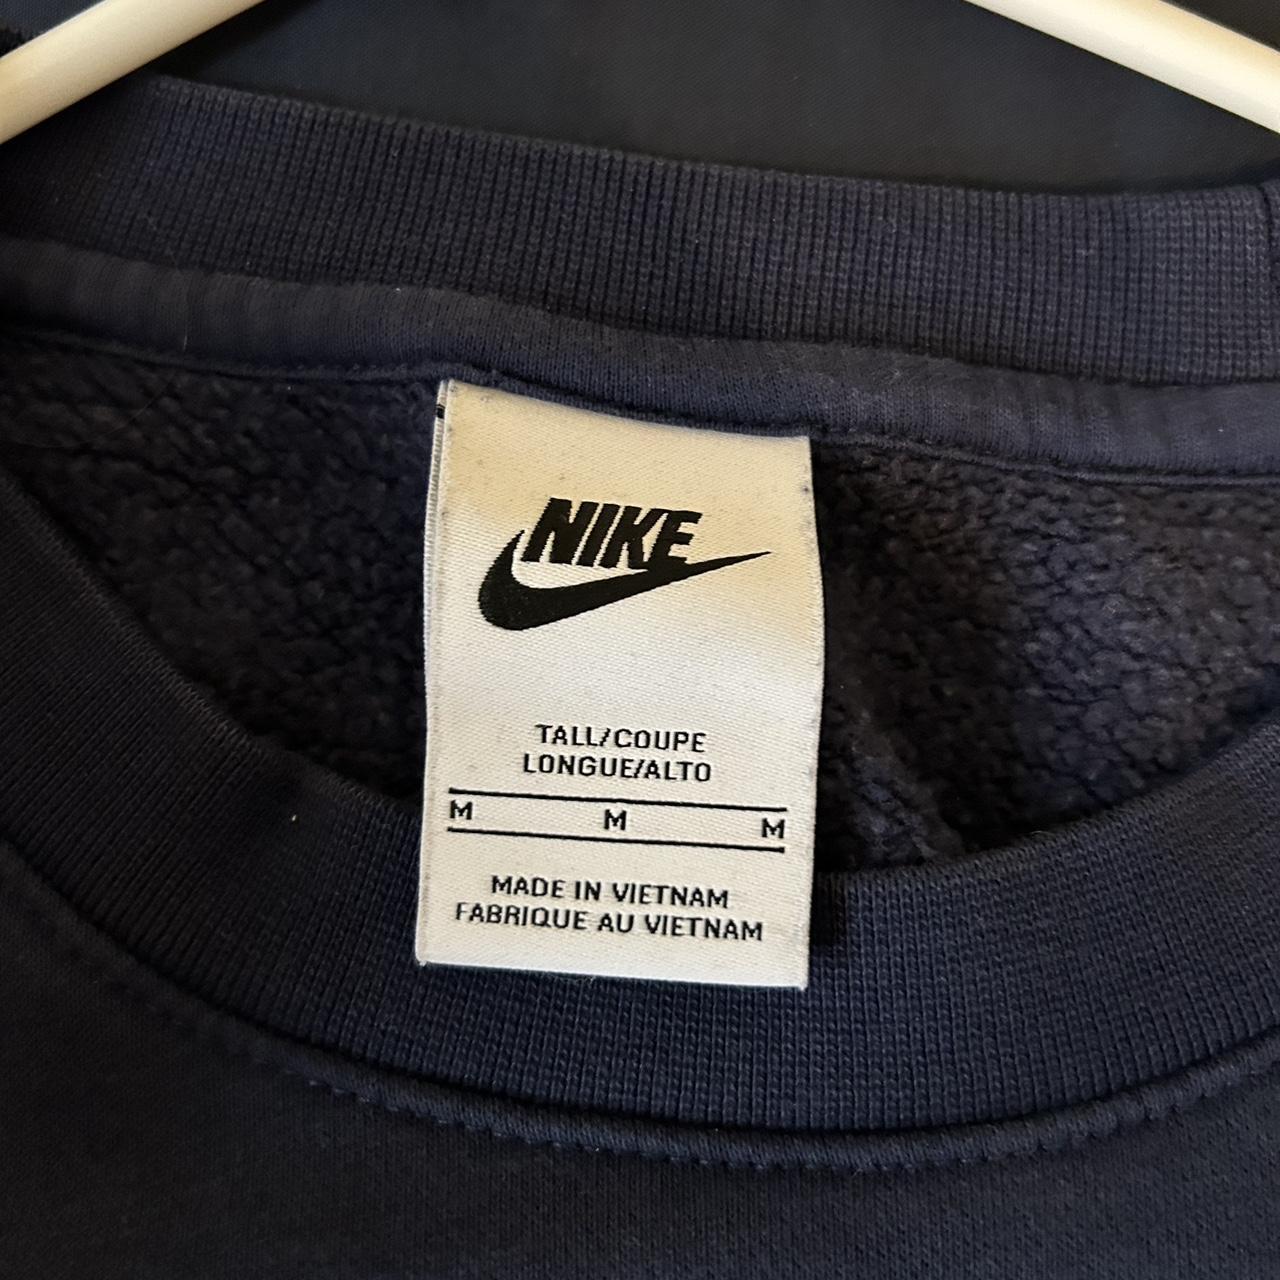 NIKE
TALL/COUPE
LONGUE/ALTO
M M M
MADE IN VIETNAM
FABRIQUE AU VIETNAM